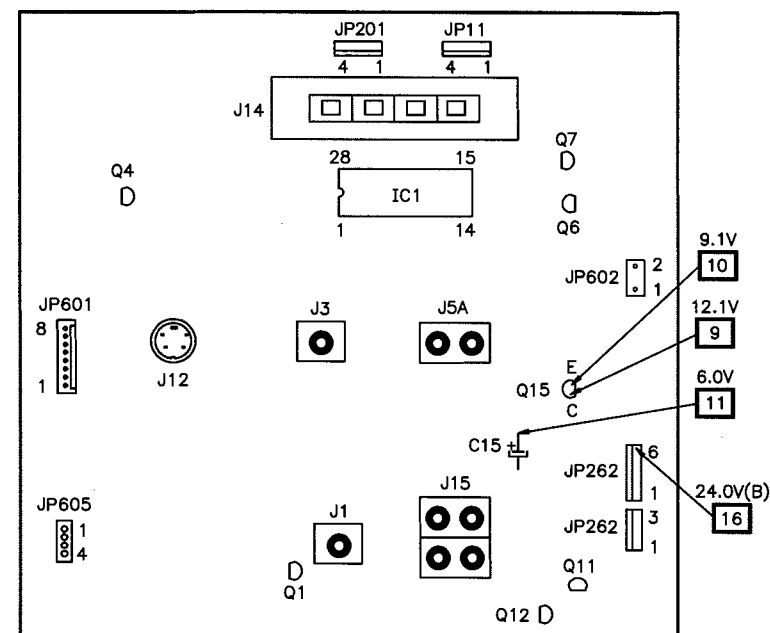 JP201 JP11
4 1 4 1
J14
Q7
Q4
28 15
IC1
1 14
Q6
9.1V
10
JP602 2
1
JP601
8
1
J12
J3
J5A
12.1V
9
E
Q15
C
6.0V
11
C15 +
JP262 6
1
24.0V(B)
16
JP605
1
4
J1
J15
JP262 3
1
Q1
Q11
Q12